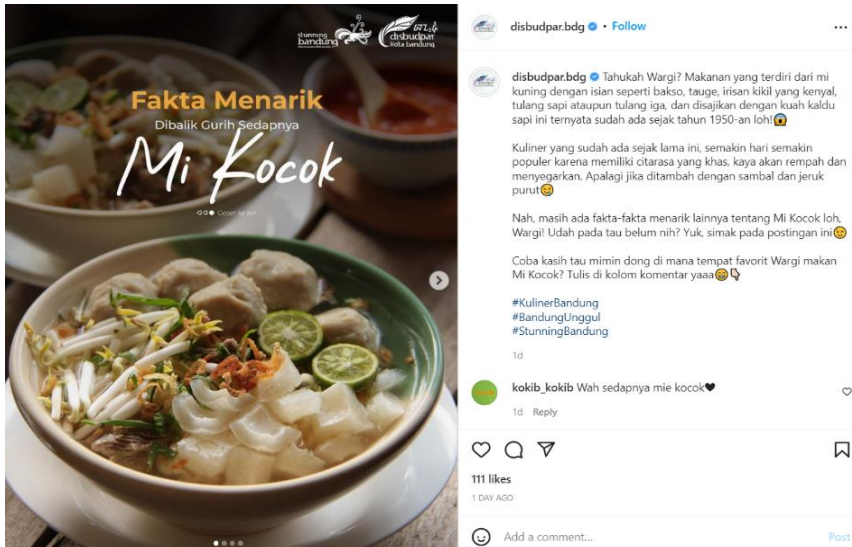 stunning
bandung
disbudpar
kota bandung
Fakta Menarik
Dibalik Gurih Sedapnya
Mi Kocok
Geser ke kiri
disbudpar.bdg • Follow
disbudpar.bdg Tahukah Wargi? Makanan yang terdiri dari mi
kuning dengan isian seperti bakso, tauge, irisan kikil yang kenyal,
tulang sapi ataupun tulang iga, dan disajikan dengan kuah kaldu
sapi ini ternyata sudah ada sejak tahun 1950-an loh!😱
Kuliner yang sudah ada sejak lama ini, semakin hari semakin
populer karena memiliki citarasa yang khas, kaya akan rempah dan
menyegarkan. Apalagi jika ditambah dengan sambal dan jeruk
purut😋
Nah, masih ada fakta-fakta menarik lainnya tentang Mi Kocok loh,
Wargi! Udah pada tau belum nih? Yuk, simak pada postingan ini😉
Coba kasih tau mimin dong di mana tempat favorit Wargi makan
Mi Kocok? Tulis di kolom komentar yaaa😁👇🏻
#KulinerBandung
#BandungUnggul
#StunningBandung
1d
kokib_kokib Wah sedapnya mie kocok🖤
1d Reply
111 likes
1 DAY AGO
Add a comment...
Post